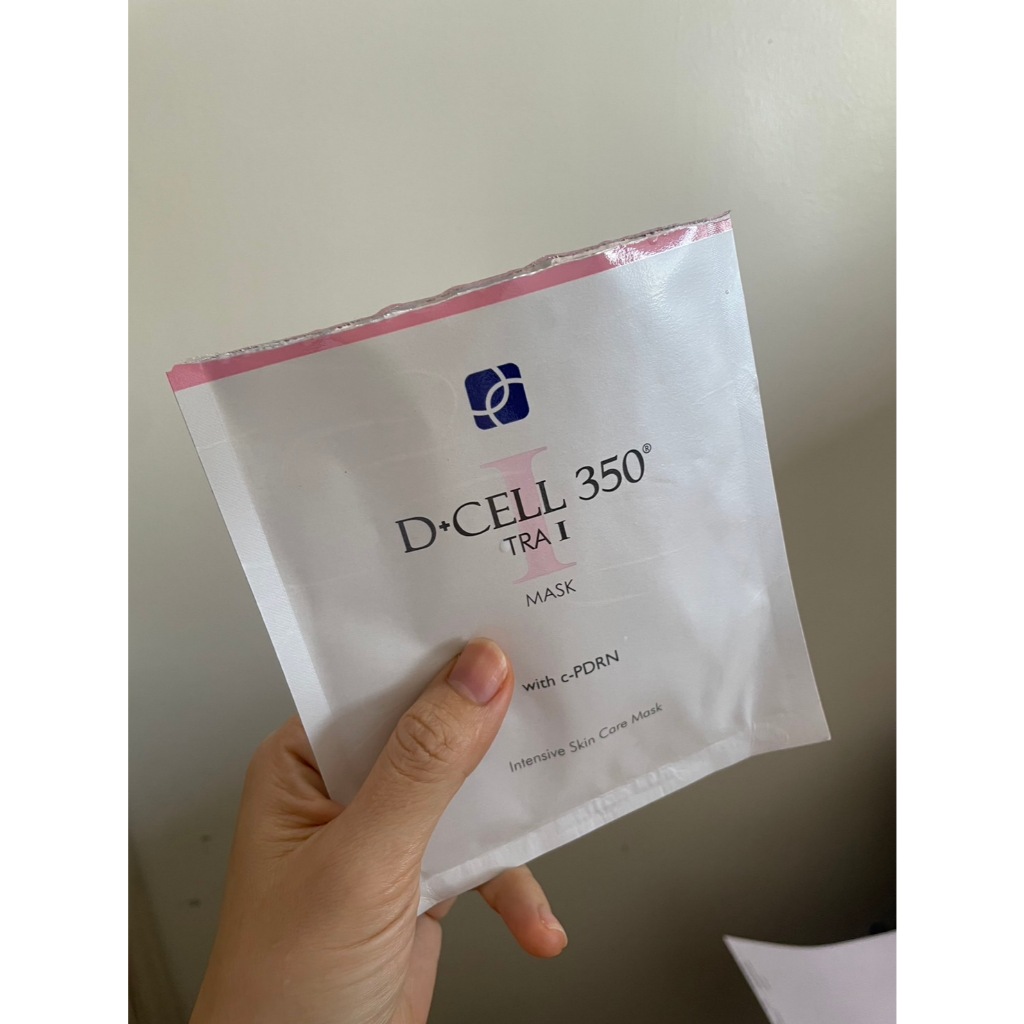 D+CELL 350®
TRA I
MASK
with c-PDRN
Intensive Skin Care Mask